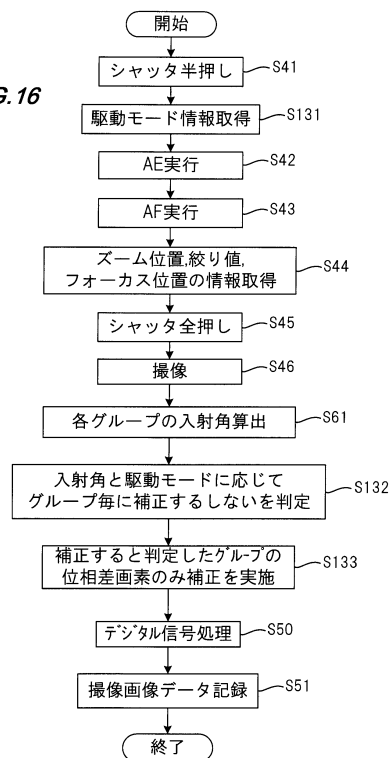 開始
シャッタ半押し S41
G.16
駆動モード情報取得 S131
AE実行 S42
AF実行 S43
ズーム位置,絞り値,
フォーカス位置の情報取得 S44
シャッタ全押し S45
撮像 S46
各グループの入射角算出 S61
入射角と駆動モードに応じて
グループ毎に補正するしないを判定 S132
補正すると判定したグループの
位相差画素のみ補正を実施 S133
デジタル信号処理 S50
撮像画像データ記録 S51
終了